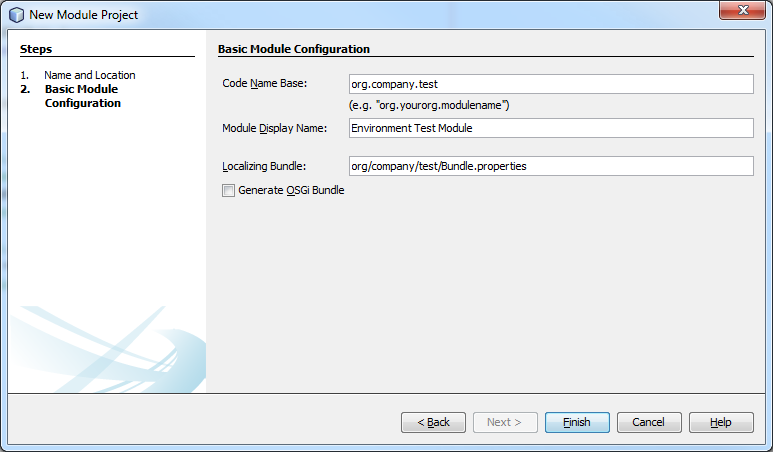 New Module Project
Steps
1. Name and Location
2. Basic Module
Configuration
Basic Module Configuration
Code Name Base: org.company.test
(e.g. "org.yourorg.modulename")
Module Display Name: Environment Test Module
Localizing Bundle: org/company/test/Bundle.properties
Generate OSGi Bundle
< Back Next > Finish Cancel Help